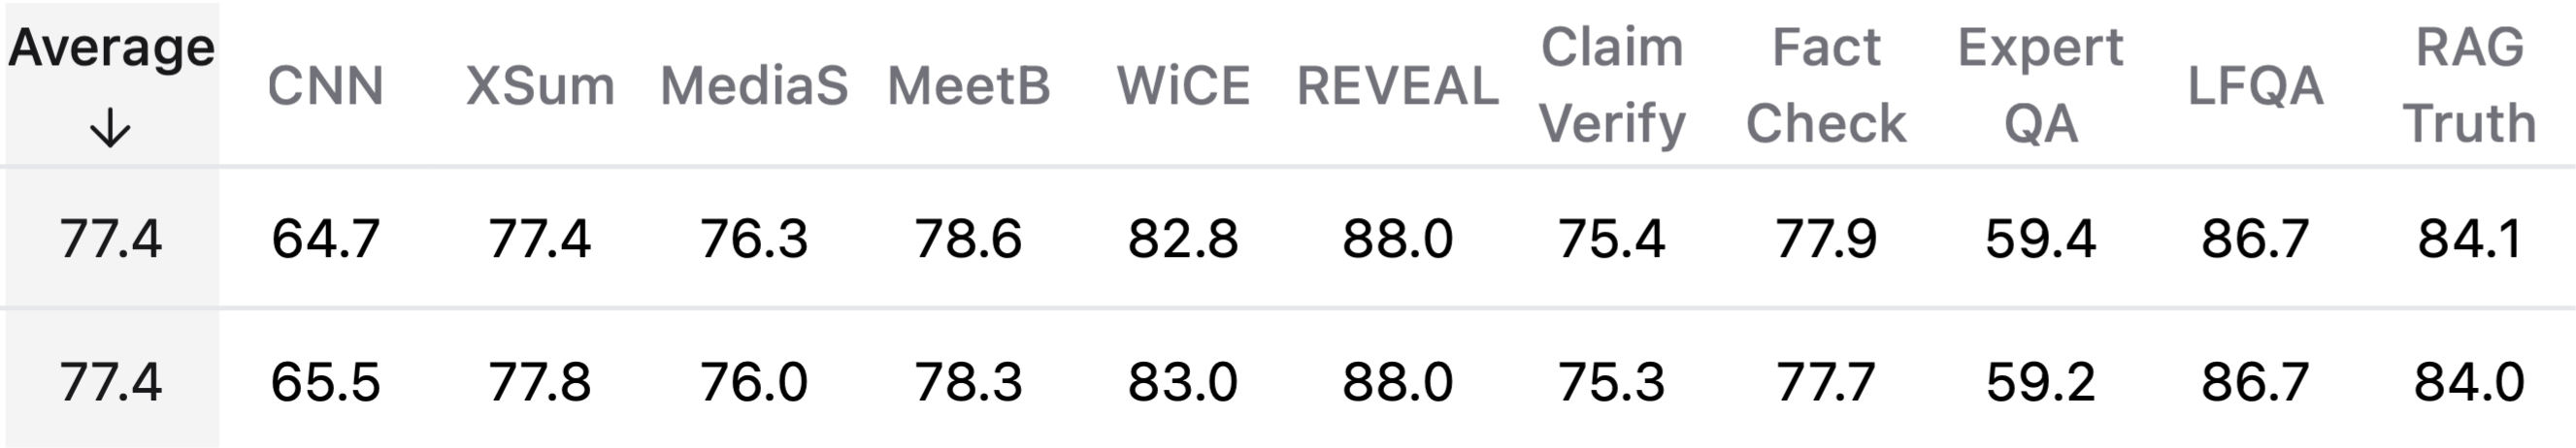 Average ↓ CNN XSum MediaS MeetB WiCE REVEAL Claim Verify Fact Check Expert QA LFQA RAG Truth
77.4 64.7 77.4 76.3 78.6 82.8 88.0 75.4 77.9 59.4 86.7 84.1
77.4 65.5 77.8 76.0 78.3 83.0 88.0 75.3 77.7 59.2 86.7 84.0